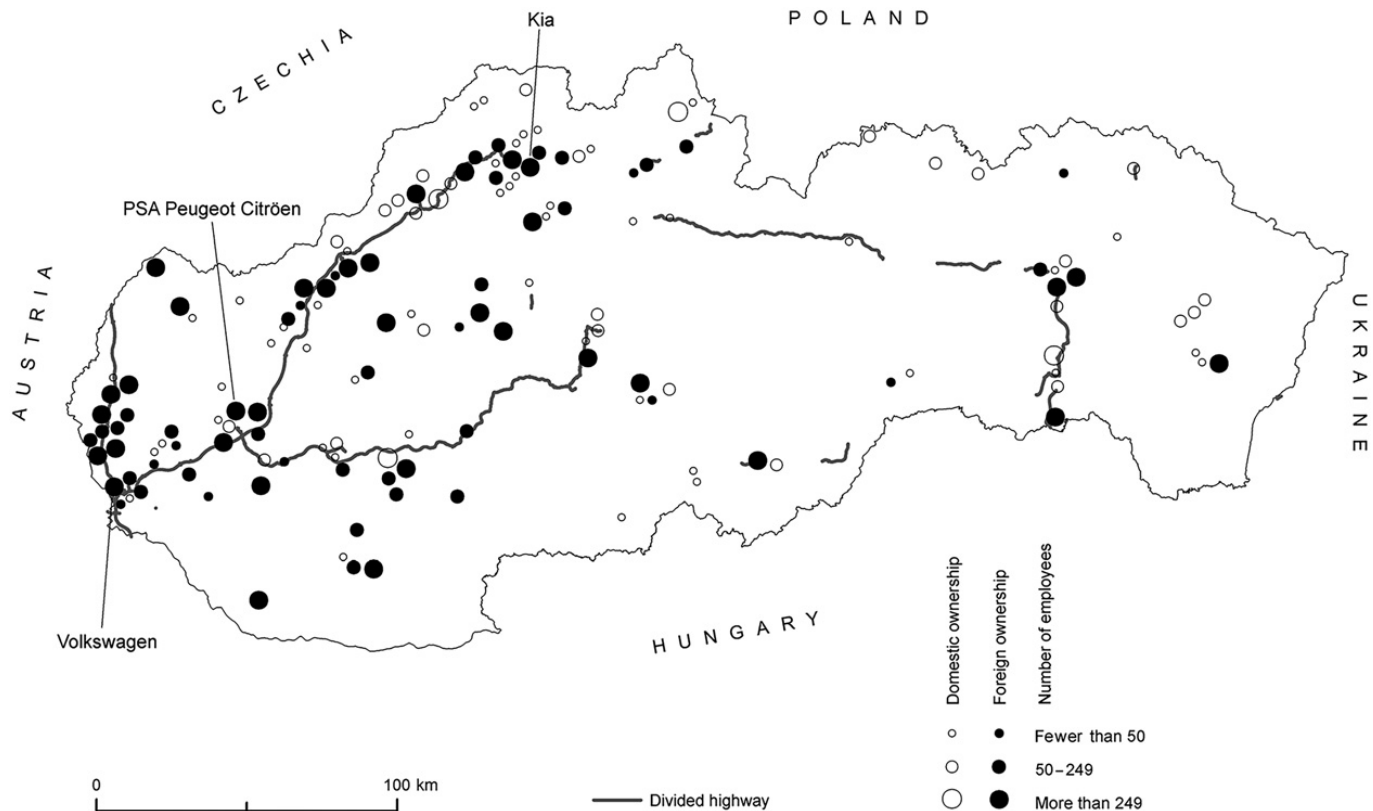 POLAND
Kia
CZECHIA
PSA Peugeot Citröen
AUSTRIA
UKRAINE
Volkswagen
HUNGARY
Domestic ownership
Foreign ownership
Number of employees
Fewer than 50
50–249
More than 249
0 100 km
Divided highway